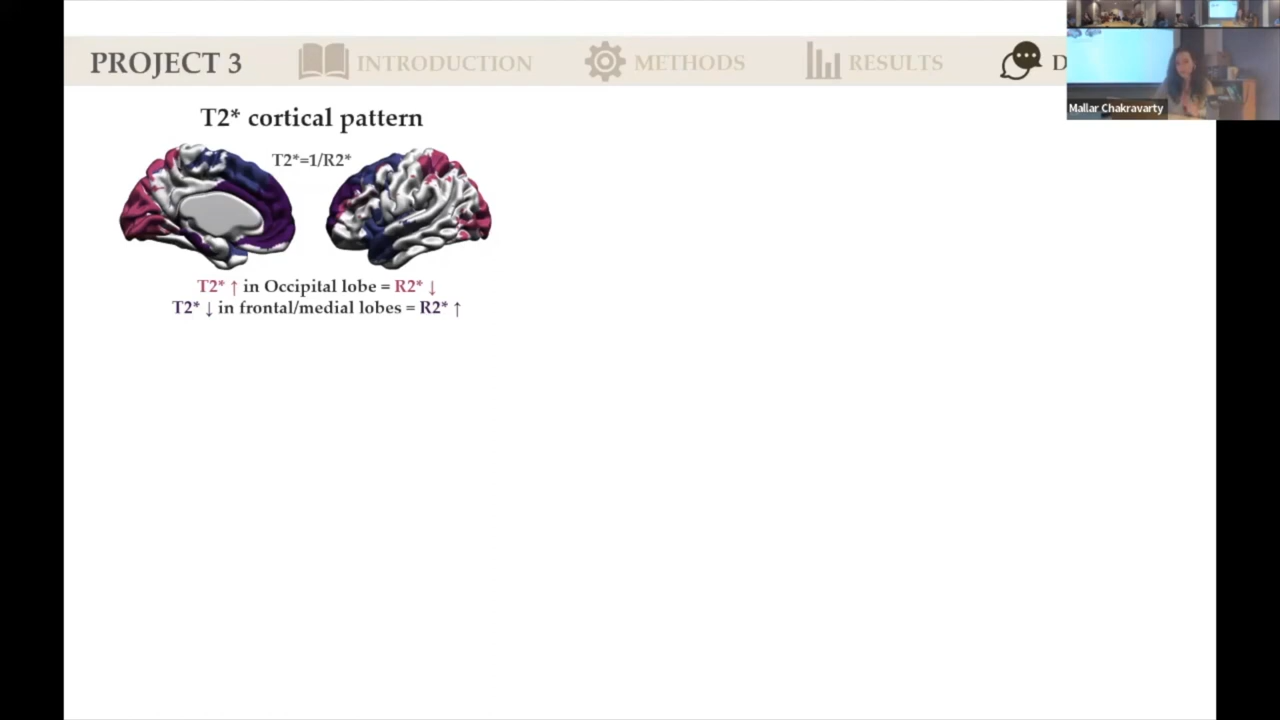 PROJECT 3
INTRODUCTION
METHODS
RESULTS
D
Mallar Chakravarty
T2* cortical pattern
T2*=1/R2*
T2* ↑ in Occipital lobe = R2* ↓
T2* ↓ in frontal/medial lobes = R2* ↑